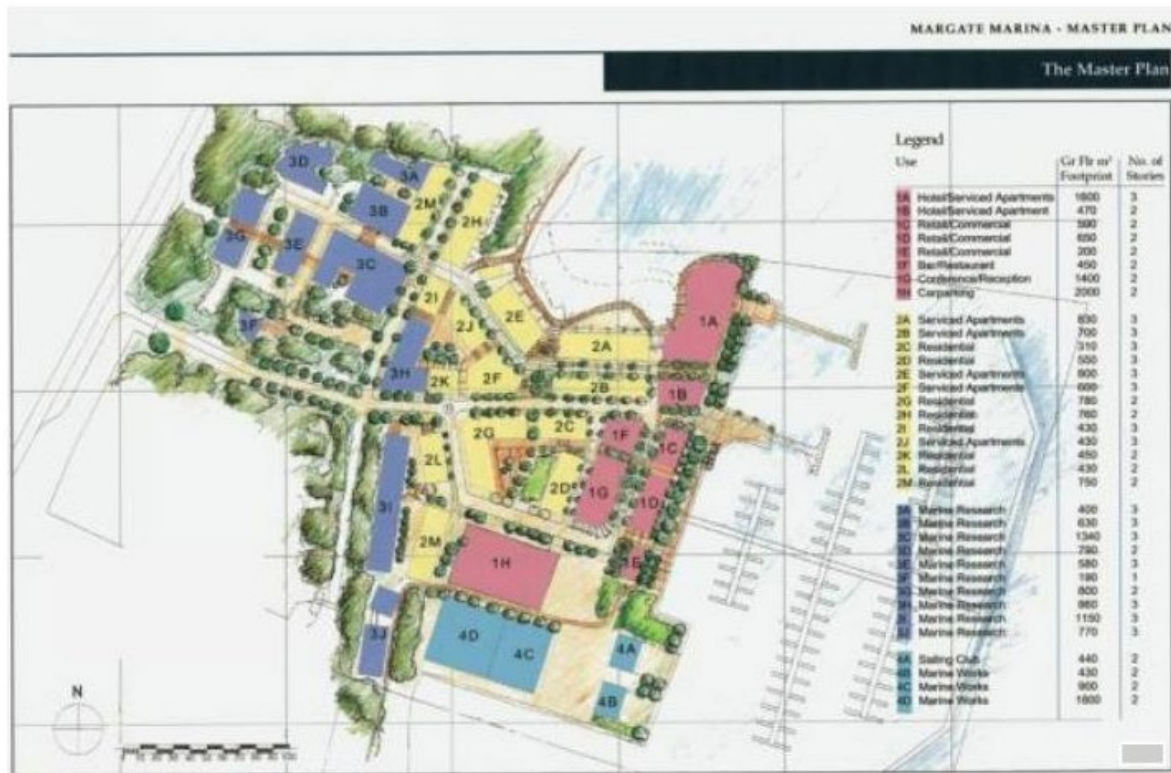 MARGATE MARINA - MASTER PLAN
The Master Plan
Legend
Use Gr Flr m² Footprint No. of Stories
1A Hotel/Serviced Apartments 1600 3
1B Hotel/Serviced Apartment 470 2
1C Retail/Commercial 590 2
1D Retail/Commercial 650 2
1E Retail/Commercial 200 2
1F Bar/Restaurant 450 2
1G Conference/Reception 1400 2
1H Carparking 2000 2
2A Serviced Apartments 830 3
2B Serviced Apartments 700 3
2C Residential 310 3
2D Residential 550 3
2E Serviced Apartments 900 3
2F Serviced Apartments 600 3
2G Residential 780 2
2H Residential 760 2
2I Residential 430 3
2J Serviced Apartments 430 3
2K Residential 450 2
2L Residential 430 2
2M Residential 750 2
3A Marine Research 400 3
3B Marine Research 630 3
3C Marine Research 1340 3
3D Marine Research 790 2
3E Marine Research 580 3
3F Marine Research 190 1
3G Marine Research 800 2
3H Marine Research 3
Marine Research 1150 3
3J Marine Research 770 3
4A Sailing Club 440 2
4B Marine Works 430 2
4C Marine Works 900 2
4D Marine Works 1800 2
3D
3A
3B
2M
2H
3G
3E
3C
2I
2J
2E
1A
3F
2A
3H
2K
2F
2B
1B
2G
2C
1F
1C
2L
2D
1G
1D
3I
2M
1H
1E
3J
4D
4C
4A
4B
N